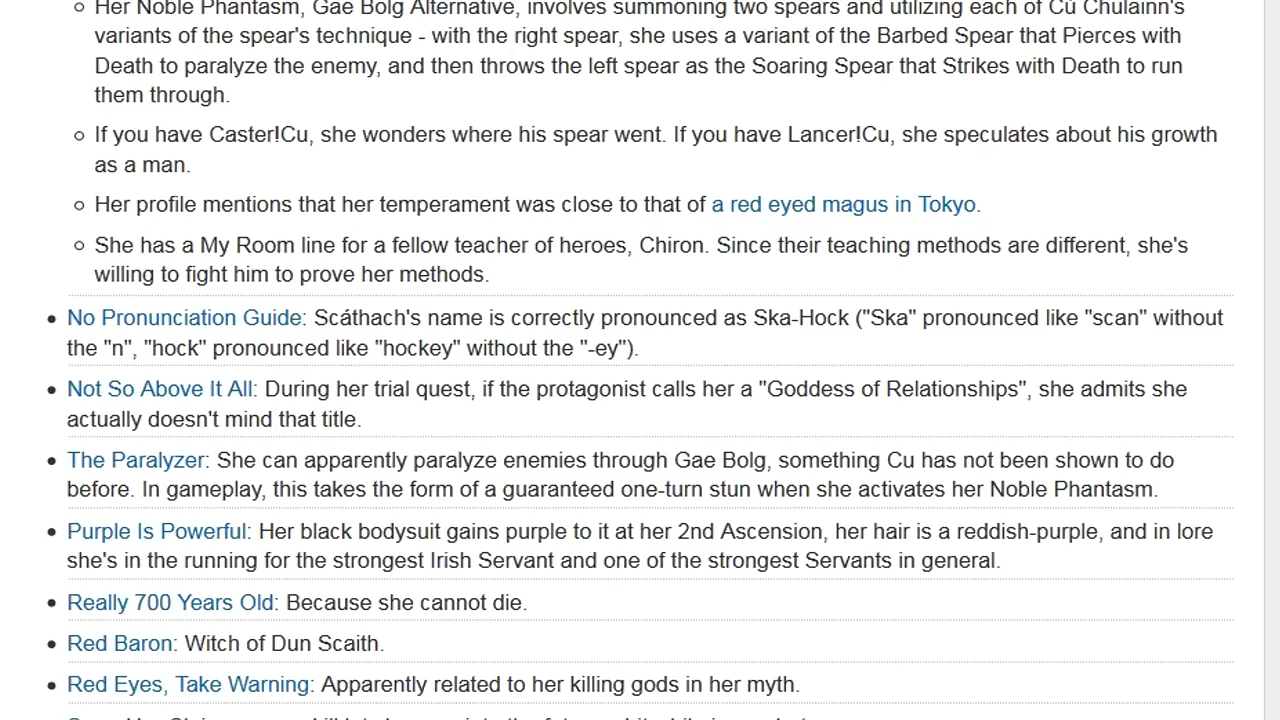 Her Noble Phantasm, Gae Bolg Alternative, involves summoning two spears and utilizing each of Cú Chulainn's
variants of the spear's technique - with the right spear, she uses a variant of the Barbed Spear that Pierces with
Death to paralyze the enemy, and then throws the left spear as the Soaring Spear that Strikes with Death to run
them through.
If you have Caster!Cu, she wonders where his spear went. If you have Lancer!Cu, she speculates about his growth
as a man.
Her profile mentions that her temperament was close to that of a red eyed magus in Tokyo.
She has a My Room line for a fellow teacher of heroes, Chiron. Since their teaching methods are different, she's
willing to fight him to prove her methods.
No Pronunciation Guide: Scáthach's name is correctly pronounced as Ska-Hock ("Ska" pronounced like "scan" without
the "n", "hock" pronounced like "hockey" without the "-ey").
Not So Above It All: During her trial quest, if the protagonist calls her a "Goddess of Relationships", she admits she
actually doesn't mind that title.
The Paralyzer: She can apparently paralyze enemies through Gae Bolg, something Cu has not been shown to do
before. In gameplay, this takes the form of a guaranteed one-turn stun when she activates her Noble Phantasm.
Purple Is Powerful: Her black bodysuit gains purple to it at her 2nd Ascension, her hair is a reddish-purple, and in lore
she's in the running for the strongest Irish Servant and one of the strongest Servants in general.
Really 700 Years Old: Because she cannot die.
Red Baron: Witch of Dun Scaith.
Red Eyes, Take Warning: Apparently related to her killing gods in her myth.